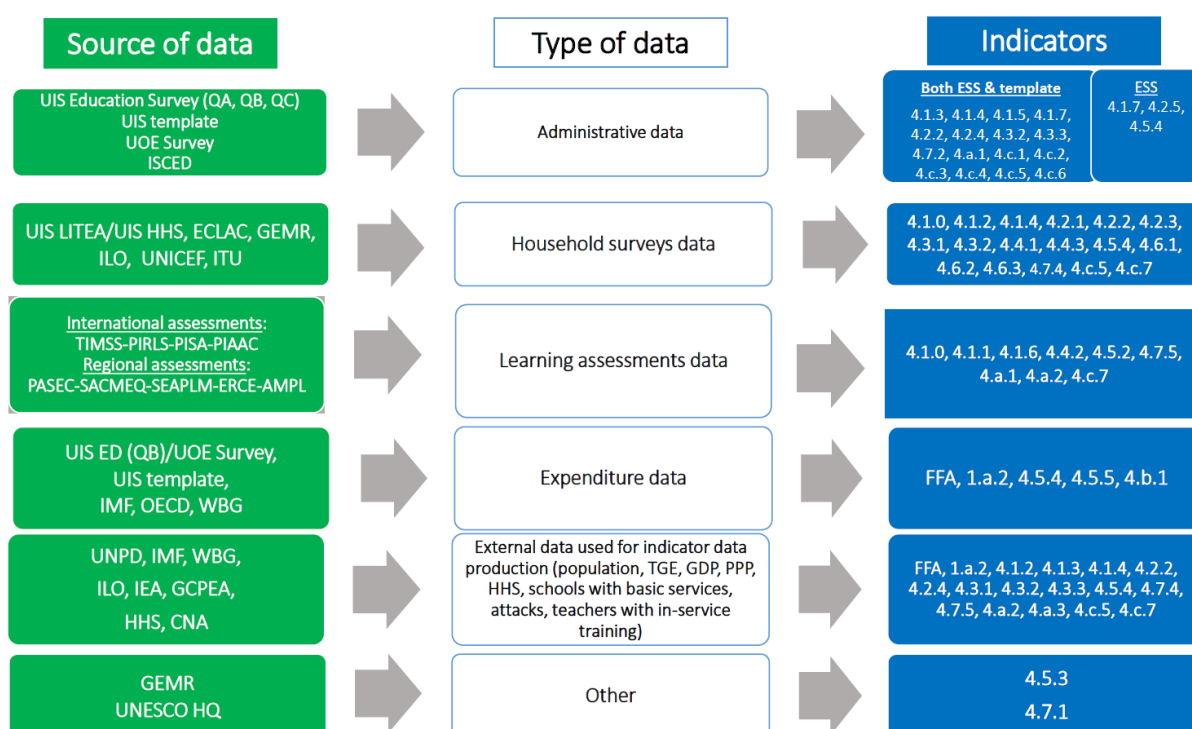 Source of data
Type of data
Indicators
UIS Education Survey (QA, QB, QC)
UIS template
UOE Survey
ISCED
Administrative data
Both ESS & template
4.1.3, 4.1.4, 4.1.5, 4.1.7,
4.2.2, 4.2.4, 4.3.2, 4.3.3,
4.7.2, 4.a.1, 4.c.1, 4.c.2,
4.c.3, 4.c.4, 4.c.5, 4.c.6
ESS
4.1.7, 4.2.5,
4.5.4
UIS LITEA/UIS HHS, ECLAC, GEMR,
ILO, UNICEF, ITU
Household surveys data
4.1.0, 4.1.2, 4.1.4, 4.2.1, 4.2.2, 4.2.3,
4.3.1, 4.3.2, 4.4.1, 4.4.3, 4.5.4, 4.6.1,
4.6.2, 4.6.3, 4.7.4, 4.c.5, 4.c.7
International assessments:
TIMSS-PIRLS-PISA-PIAAC
Regional assessments:
PASEC-SACMEQ-SEAPLM-ERCE-AMPL
Learning assessments data
4.1.0, 4.1.1, 4.1.6, 4.4.2, 4.5.2, 4.7.5,
4.a.1, 4.a.2, 4.c.7
UIS ED (QB)/UOE Survey,
UIS template,
IMF, OECD, WBG
Expenditure data
FFA, 1.a.2, 4.5.4, 4.5.5, 4.b.1
UNPD, IMF, WBG,
ILO, IEA, GCPEA,
HHS, CNA
External data used for indicator data
production (population, TGE, GDP, PPP,
HHS, schools with basic services,
attacks, teachers with in-service
training)
FFA, 1.a.2, 4.1.2, 4.1.3, 4.1.4, 4.2.2,
4.2.4, 4.3.1, 4.3.2, 4.3.3, 4.5.4, 4.7.4,
4.7.5, 4.a.2, 4.a.3, 4.c.5, 4.c.7
GEMR
UNESCO HQ
Other
4.5.3
4.7.1